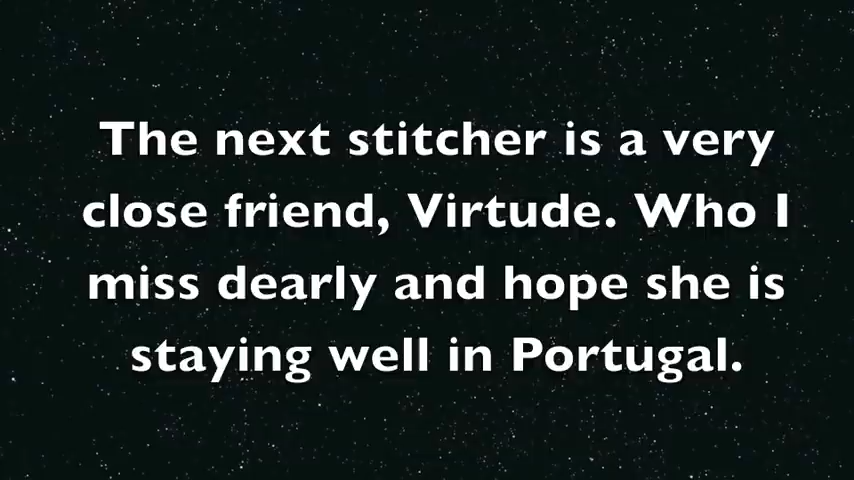 The next stitcher is a very
close friend, Virtude. Who I
miss dearly and hope she is
staying well in Portugal.